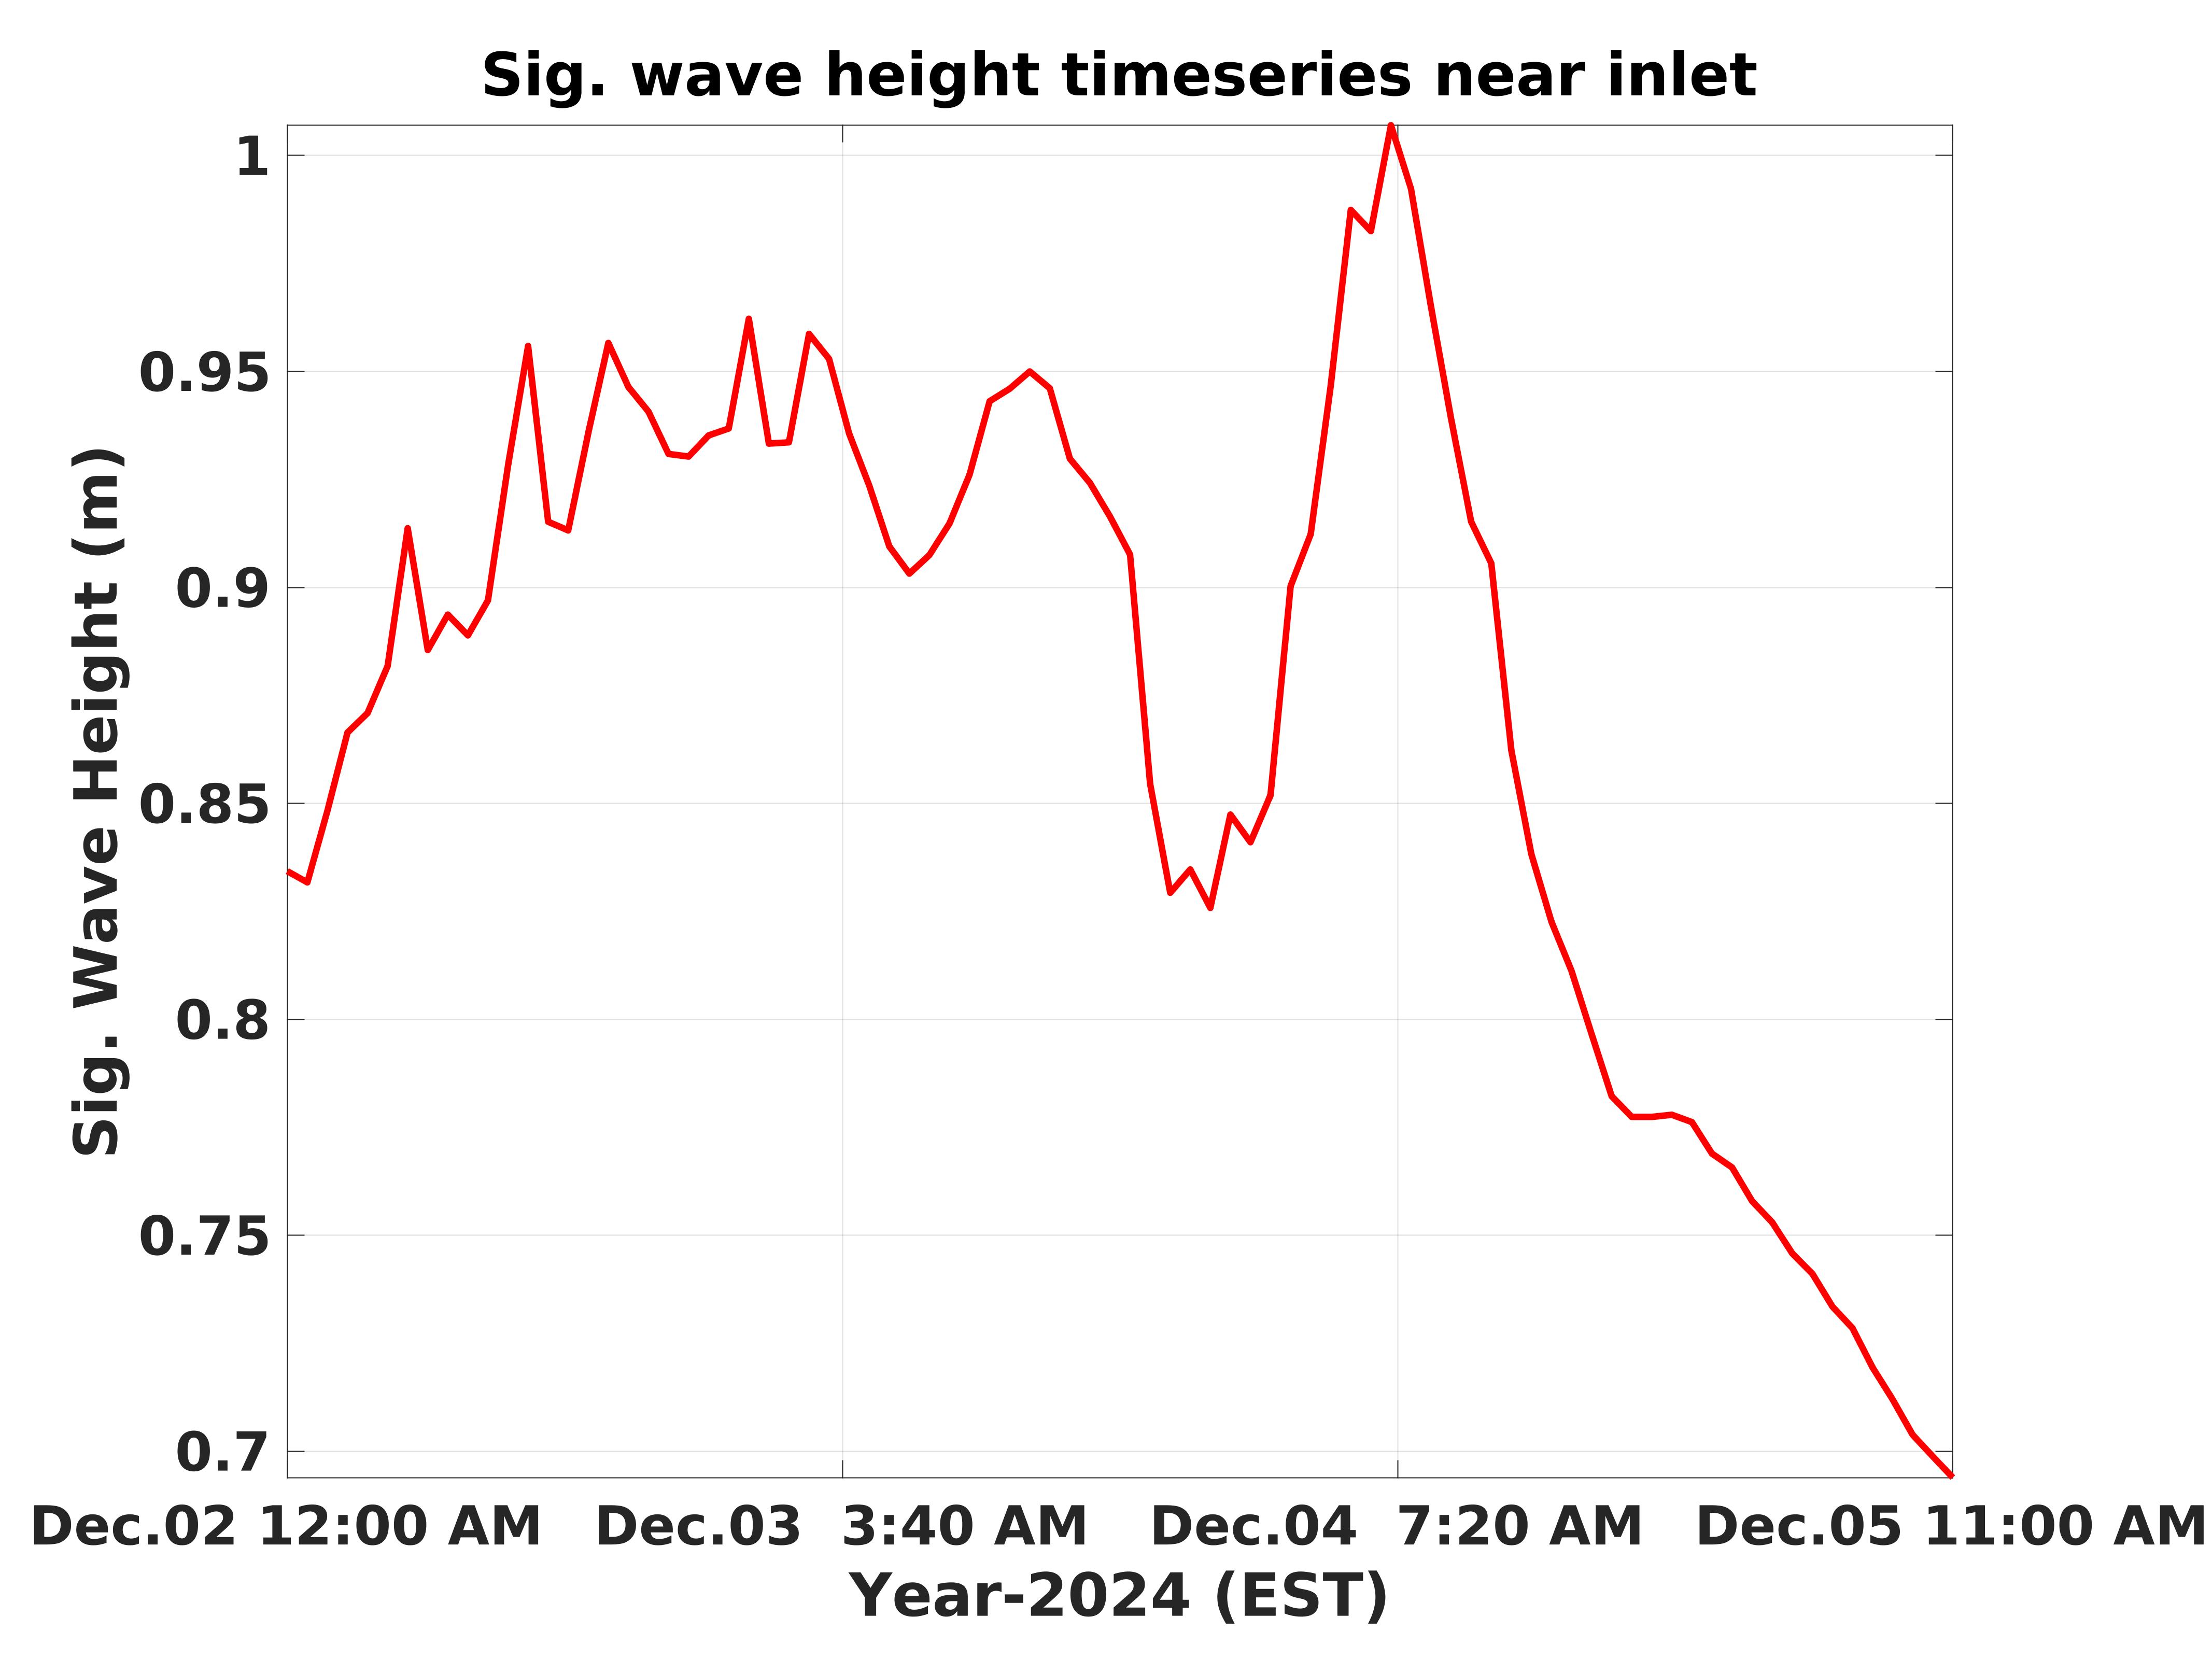 Sig. wave height timeseries near inlet
1
0.95
0.9
0.85
0.8
0.75
0.7
Sig. Wave Height (m)
Dec.02 12:00 AM Dec.03 3:40 AM Dec.04 7:20 AM Dec.05 11:00 AM
Year-2024 (EST)